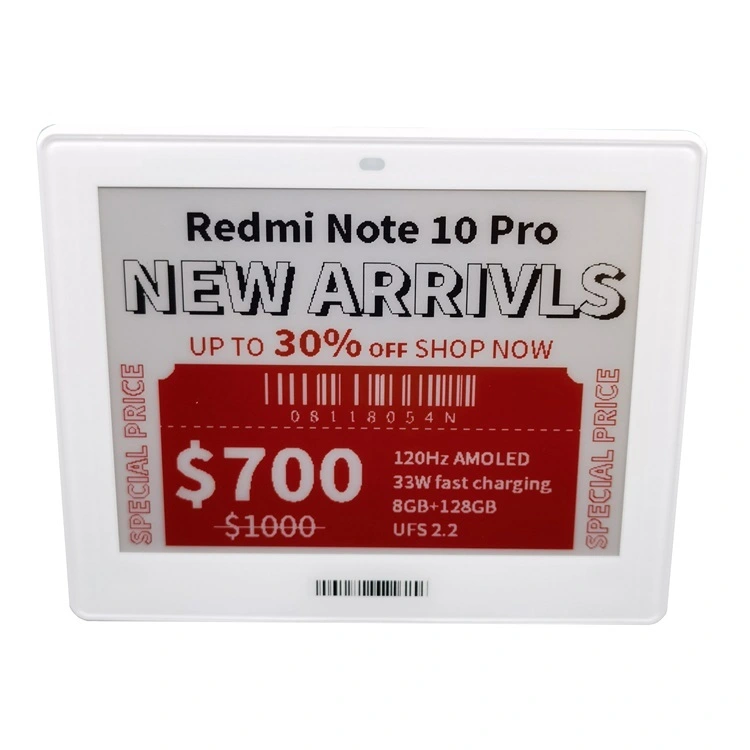 Redmi Note 10 Pro
NEW ARRIVLS
UP TO 30% OFF SHOP NOW
SPECIAL PRICE
08118054N
$700
$1000
120Hz AMOLED
33W fast charging
8GB+128GB
UFS 2.2
SPECIAL PRICE